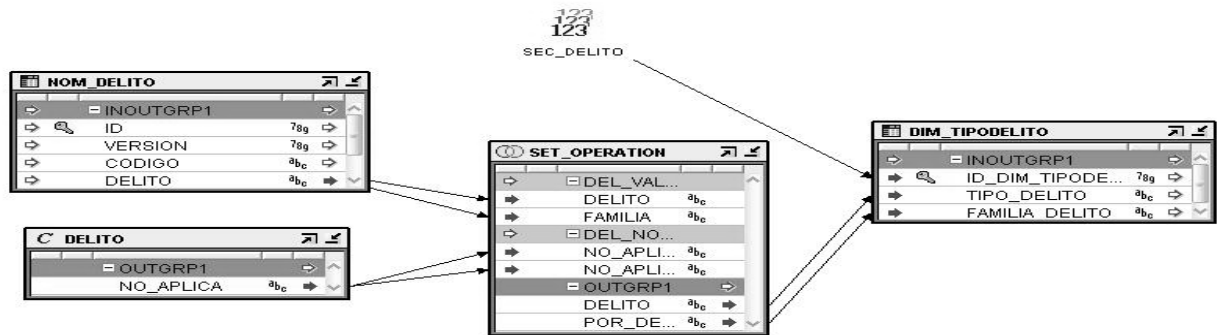 123
123
123
SEC_DELITO
NOM_DELITO
INOUTGRP1
ID 789
VERSION 789
CODIGO abc
DELITO abc
C DELITO
OUTGRP1
NO_APLICA abc
SET_OPERATION
DEL_VAL...
DELITO abc
FAMILIA abc
DEL_NO...
NO_APLI... abc
NO_APLI... abc
OUTGRP1
DELITO abc
POR_DE... abc
DIM_TIPODELITO
INOUTGRP1
ID_DIM_TIPODE... 789
TIPO_DELITO abc
FAMILIA_DELITO abc